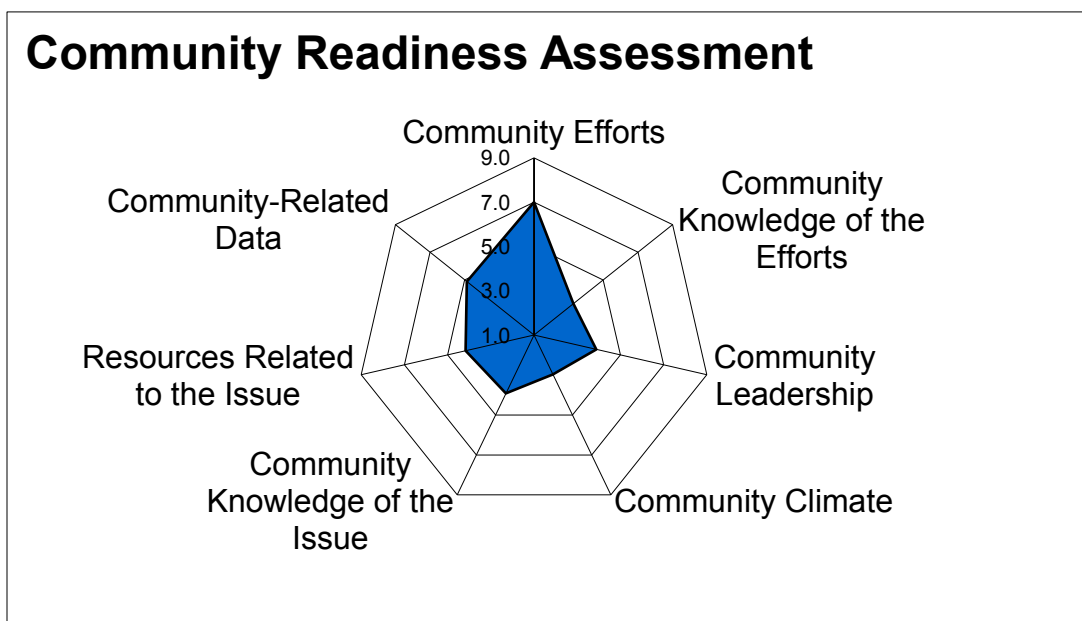 Community Readiness Assessment
Community Efforts
9.0
7.0
5.0
3.0
1.0
Community
Knowledge of the
Efforts
Community
Leadership
Community Climate
Community
Knowledge of the
Issue
Resources Related
to the Issue
Community-Related
Data